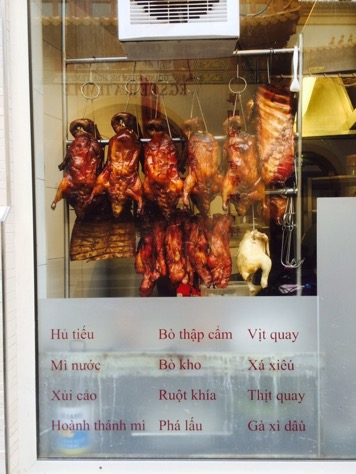 Hủ tiếu
Mì nước
Xủi cảo
Hoành thánh mì
Bò thập cẩm
Bò kho
Ruột khía
Phá lấu
Vịt quay
Xá xiếu
Thịt quay
Gà xì dầu